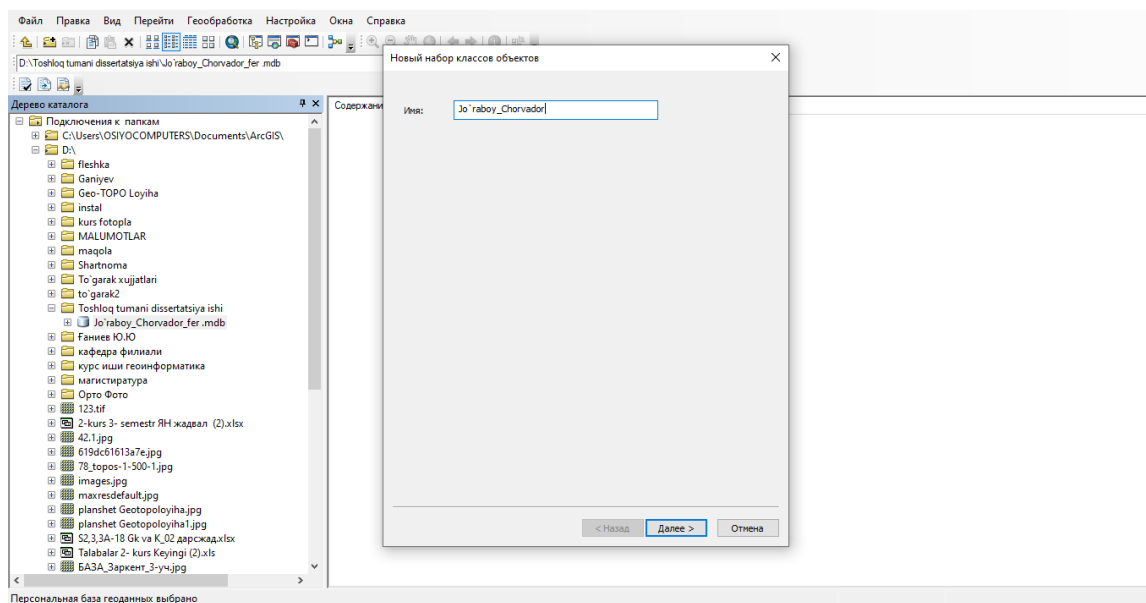 Файл Правка Вид Перейти Геообработка Настройка Окна Справка
D:\Toshloq tumani dissertatsiya ishi\Jo`raboy_Chorvador_fer .mdb
Дерево каталога
Подключения к папкам
C:\Users\OSIYOCOMPUTERS\Documents\ArcGIS\
D:\
fleshka
Ganiyev
Geo-TOPO Loyiha
instal
kurs fotopla
MALUMOTLAR
maqola
Shartnoma
To`garak xujjatlari
to`garak2
Toshloq tumani dissertatsiya ishi
Jo`raboy_Chorvador_fer .mdb
Ғаниев Ю.Ю
кафедра филиали
курс иши геоинформатика
магистиратура
Орто Фото
123.tif
2-kurs 3- semestr ЯН жадвал (2).xlsx
42.1.jpg
619dc61613a7e.jpg
78_topos-1-500-1.jpg
images.jpg
maxresdefault.jpg
planshet Geotopoloyiha.jpg
planshet Geotopoloyiha1.jpg
S2,3,3A-18 Gk va K_02 дарсжад.xlsx
Talabalar 2- kurs Keyingi (2).xls
БАЗА_Заркент_3-уч.jpg
Содержани
Новый набор классов объектов
Имя: Jo`raboy_Chorvador
< Назад Далее > Отмена
Персональная база геоданных выбрано